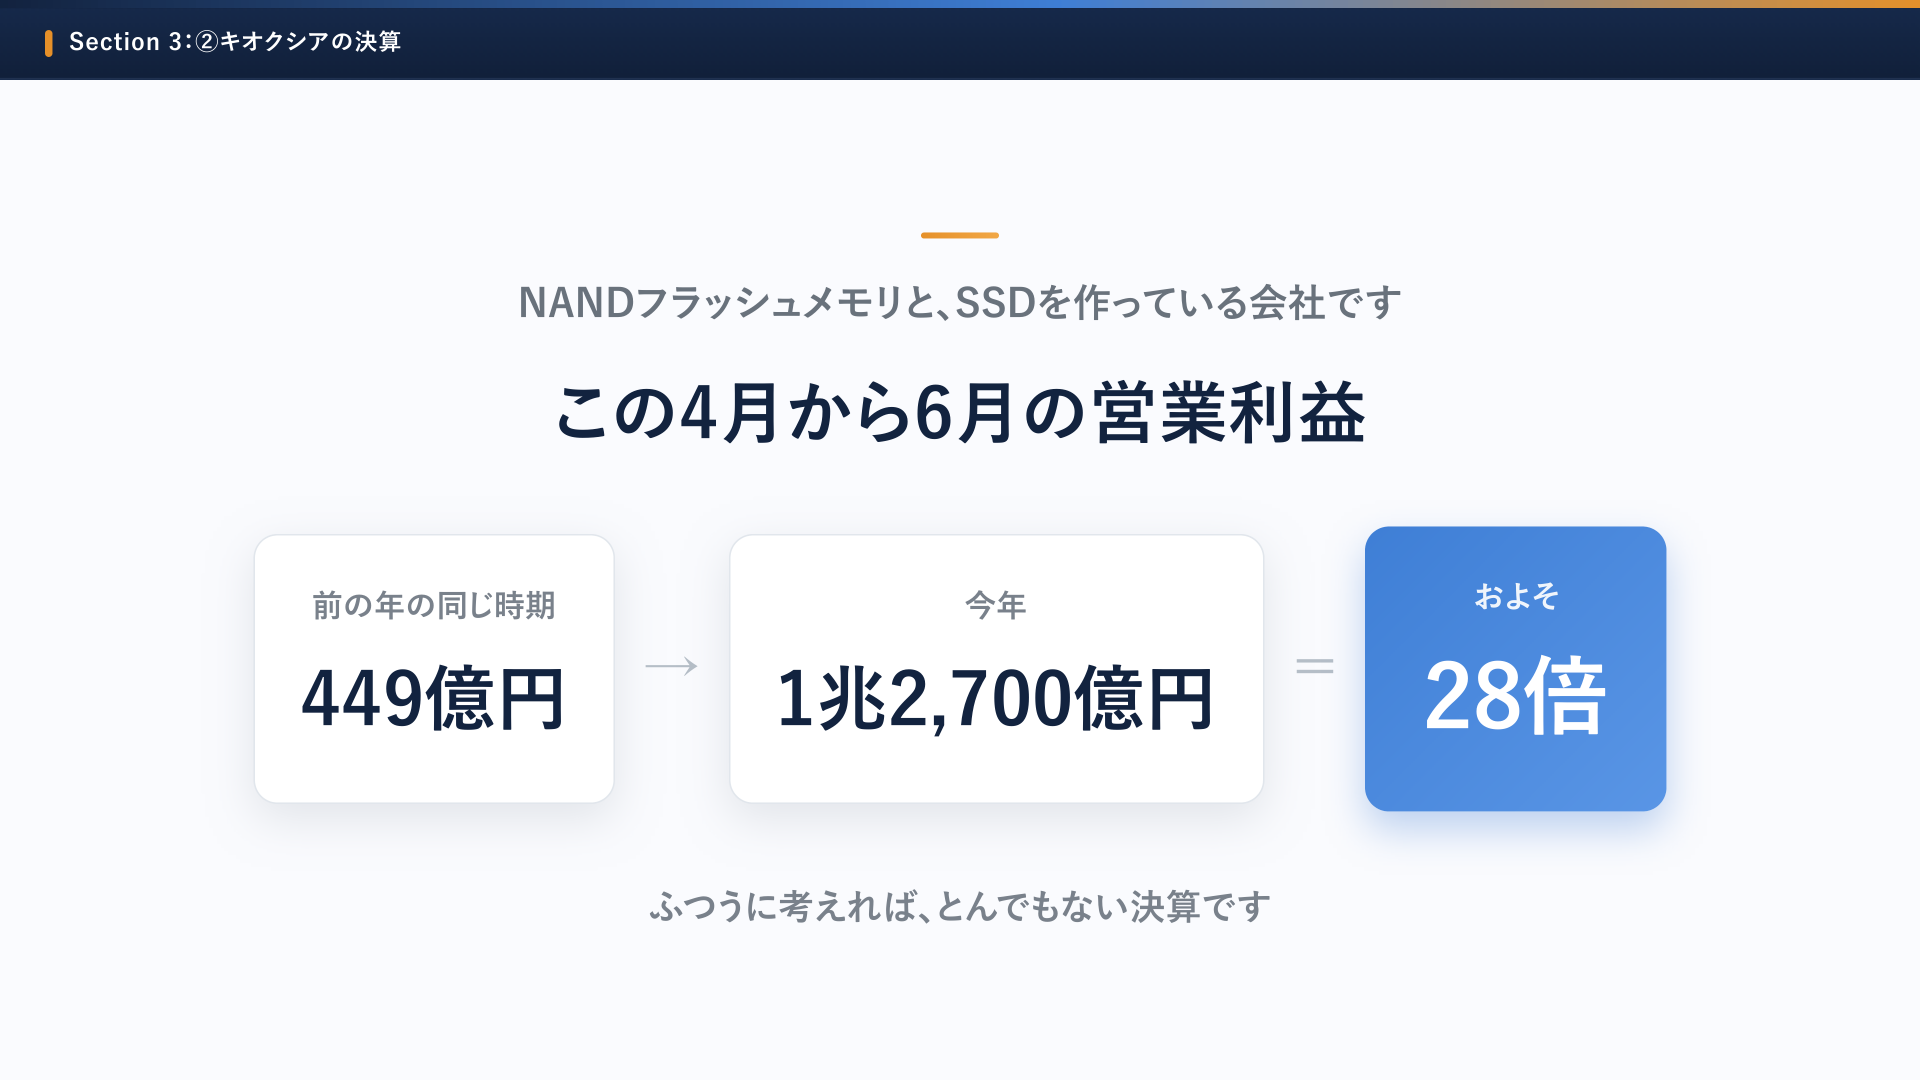 Section 3：②キオクシアの決算
NANDフラッシュメモリと、SSDを作っている会社です
この4月から6月の営業利益
前の年の同じ時期
449億円
→
今年
1兆2,700億円
＝
およそ
28倍
ふつうに考えれば、とんでもない決算です